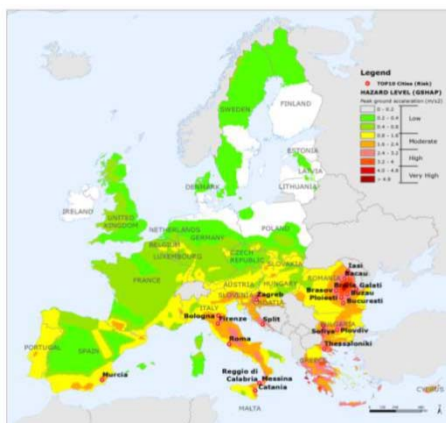 Legend
TOP10 Cities (Risk)
HAZARD LEVEL (GSHAP)
Peak ground acceleration (m/s2)
0 - 0.2
0.2 - 0.4
0.4 - 0.8
0.8 - 1.6
1.6 - 2.4
2.4 - 3.2
3.2 - 4.0
4.0 - 4.8
> 4.8
Low
Moderate
High
Very High
SWEDEN
FINLAND
ESTONIA
LATVIA
LITHUANIA
DENMARK
IRELAND
UNITED
KINGDOM
NETHERLANDS
POLAND
GERMANY
BELGIUM
LUXEMBOURG
CZECH
REPUBLIC
SLOVAKIA
FRANCE
AUSTRIA
HUNGARY
ROMANIA
SLOVENIA
ITALY
PORTUGAL
SPAIN
MALTA
CYPRUS
Iasi
Bacau
Braila, Galati
Brasov
Buzau
Ploiesti
Bucuresti
Zagreb
Bologna
Firenze
Split
Sofiya
Plovdiv
Roma
Thessaloniki
Murcia
Reggio di
Calabria
Messina
Catania